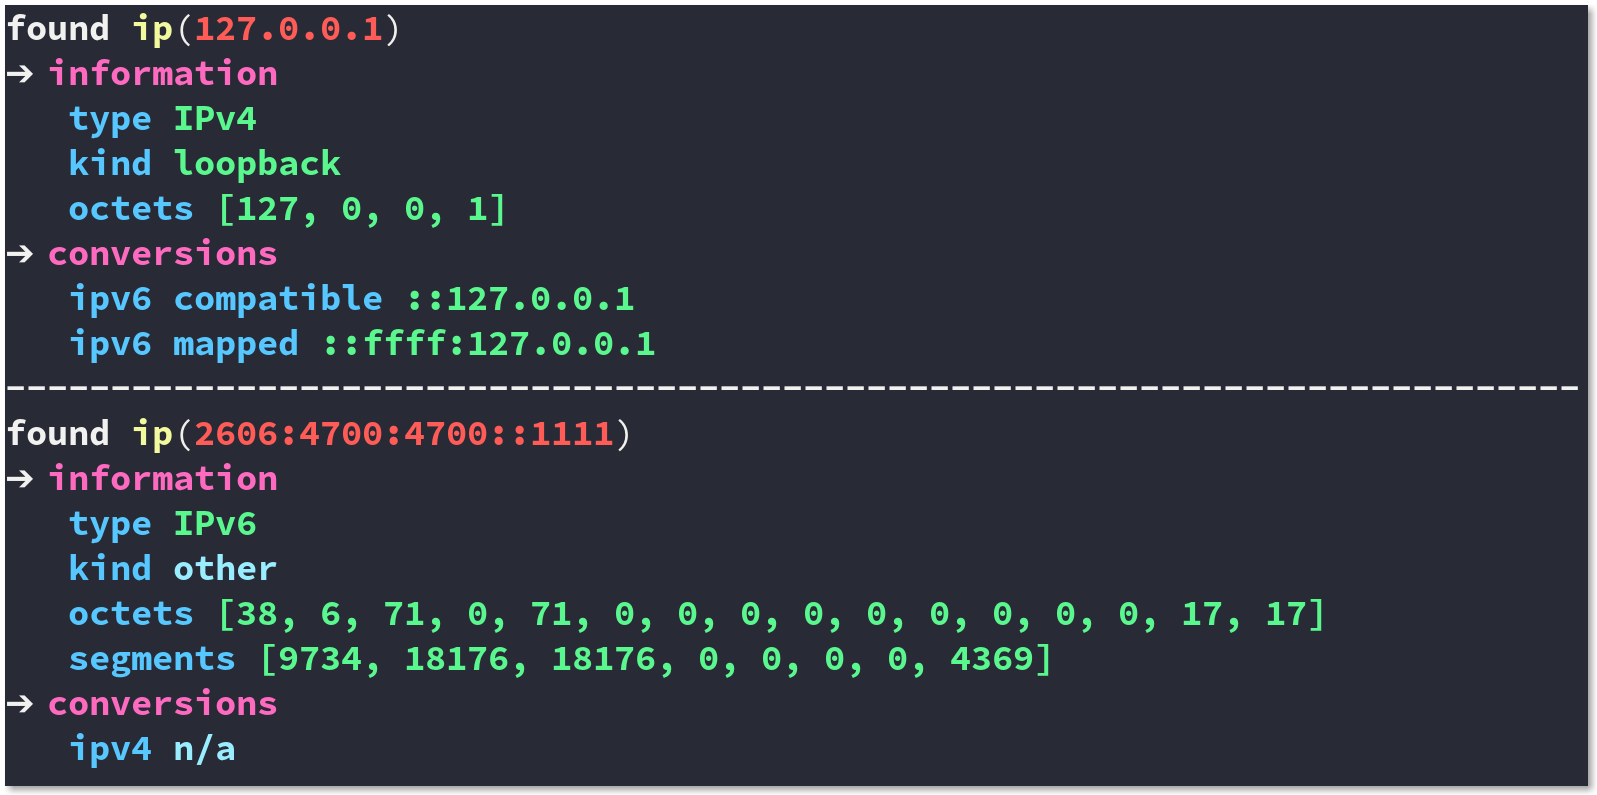 found ip(127.0.0.1)
➔ information
type IPv4
kind loopback
octets [127, 0, 0, 1]
➔ conversions
ipv6 compatible ::127.0.0.1
ipv6 mapped ::ffff:127.0.0.1
---------------------------------------------------------------------------
found ip(2606:4700:4700::1111)
➔ information
type IPv6
kind other
octets [38, 6, 71, 0, 71, 0, 0, 0, 0, 0, 0, 0, 0, 0, 17, 17]
segments [9734, 18176, 18176, 0, 0, 0, 0, 4369]
➔ conversions
ipv4 n/a